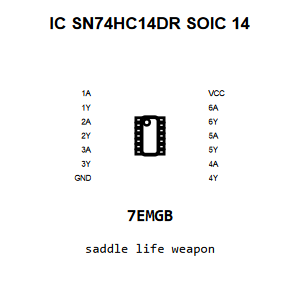 IC SN74HC14DR SOIC 14
1A VCC
1Y 6A
2A 6Y
2Y 5A
3A 5Y
3Y 4A
GND 4Y
7EMGB
saddle life weapon